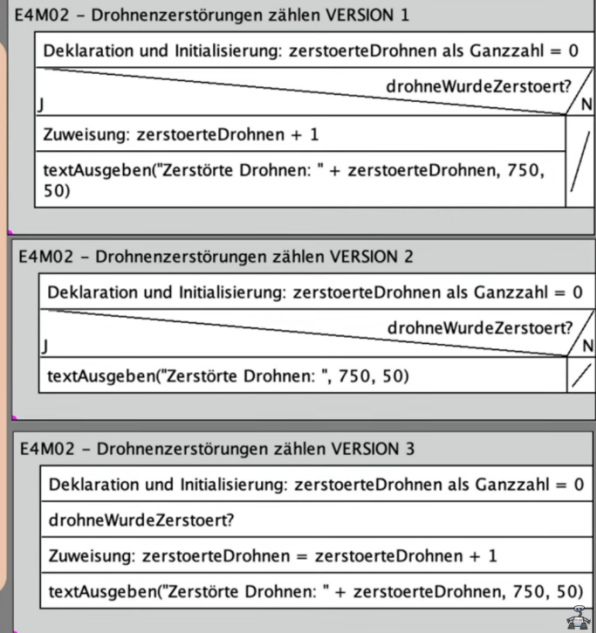 E4M02 – Drohnenzerstörungen zählen VERSION 1
Deklaration und Initialisierung: zerstoerteDrohnen als Ganzzahl = 0
drohneWurdeZerstoert?
J
N
Zuweisung: zerstoerteDrohnen + 1
textAusgeben("Zerstörte Drohnen: " + zerstoerteDrohnen, 750,
50)
E4M02 – Drohnenzerstörungen zählen VERSION 2
Deklaration und Initialisierung: zerstoerteDrohnen als Ganzzahl = 0
drohneWurdeZerstoert?
J
N
textAusgeben("Zerstörte Drohnen: ", 750, 50)
E4M02 – Drohnenzerstörungen zählen VERSION 3
Deklaration und Initialisierung: zerstoerteDrohnen als Ganzzahl = 0
drohneWurdeZerstoert?
Zuweisung: zerstoerteDrohnen = zerstoerteDrohnen + 1
textAusgeben("Zerstörte Drohnen: " + zerstoerteDrohnen, 750, 50)